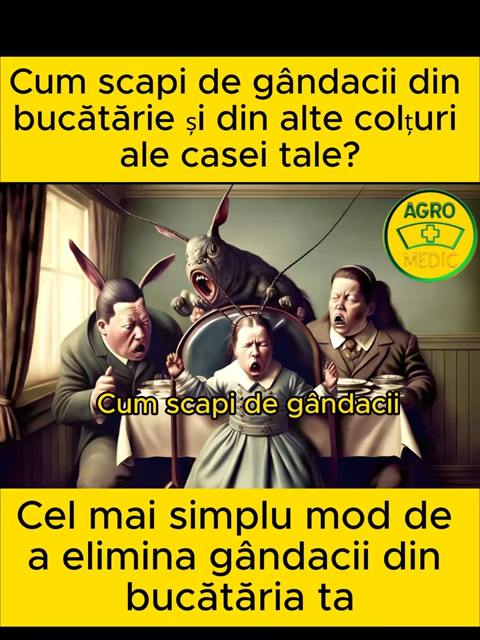 Cum scapi de gândacii din
bucătărie și din alte colțuri
ale casei tale?
AGRO
MEDIC
Cum scapi de gândacii
Cel mai simplu mod de
a elimina gândacii din
bucătăria ta